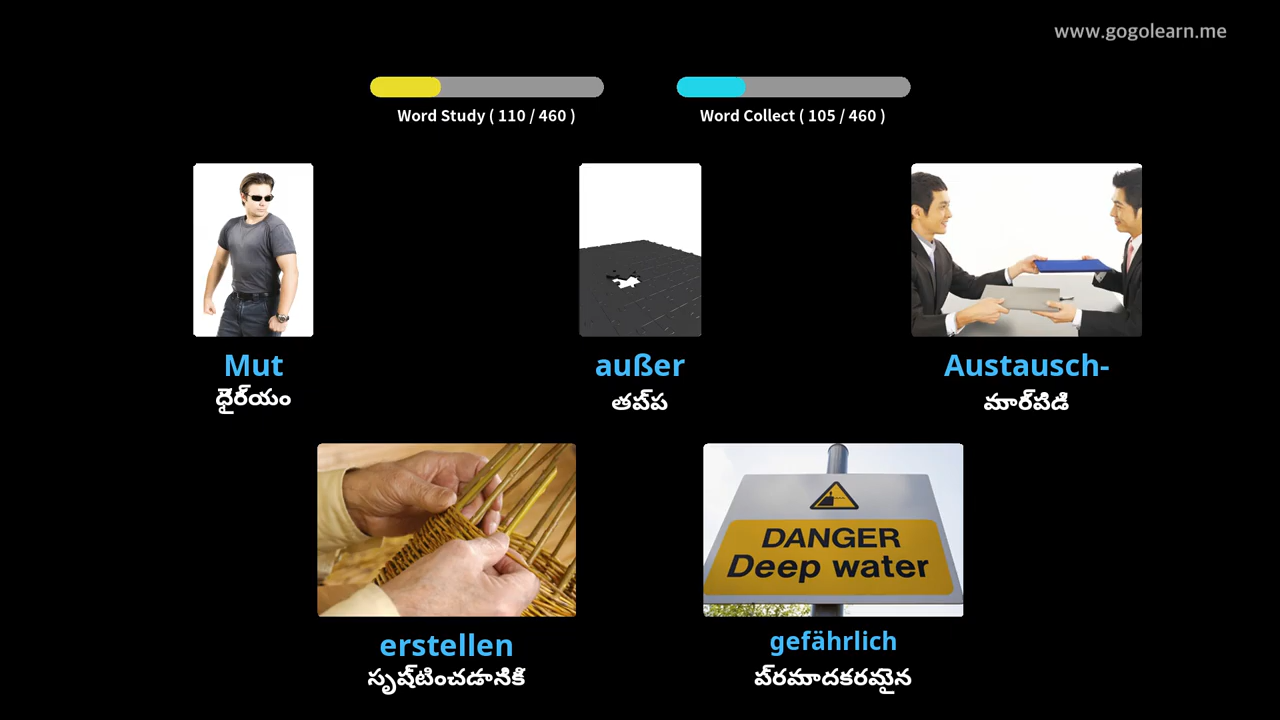 www.gogolearn.me
Word Study ( 110 / 460 )
Word Collect ( 105 / 460 )
Mut
ధైర్యం
außer
తప్ప
Austausch-
మార్పిడి
DANGER
Deep water
erstellen
సృష్టించడానికి
gefährlich
ప్రమాదకరమైన